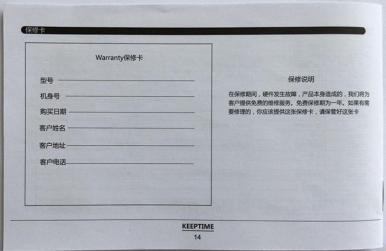 保修卡
Warranty保修卡
型号
机身号
购买日期
客户姓名
客户地址
客户电话
保修说明
在保修期间，硬件发生故障，产品本身造成的，我们将为
客户提供免费的维修服务。免费保修期为一年。如果有需
要修理的，你应该提供这张保修卡，请保管好这张卡
KEEPTIME
14